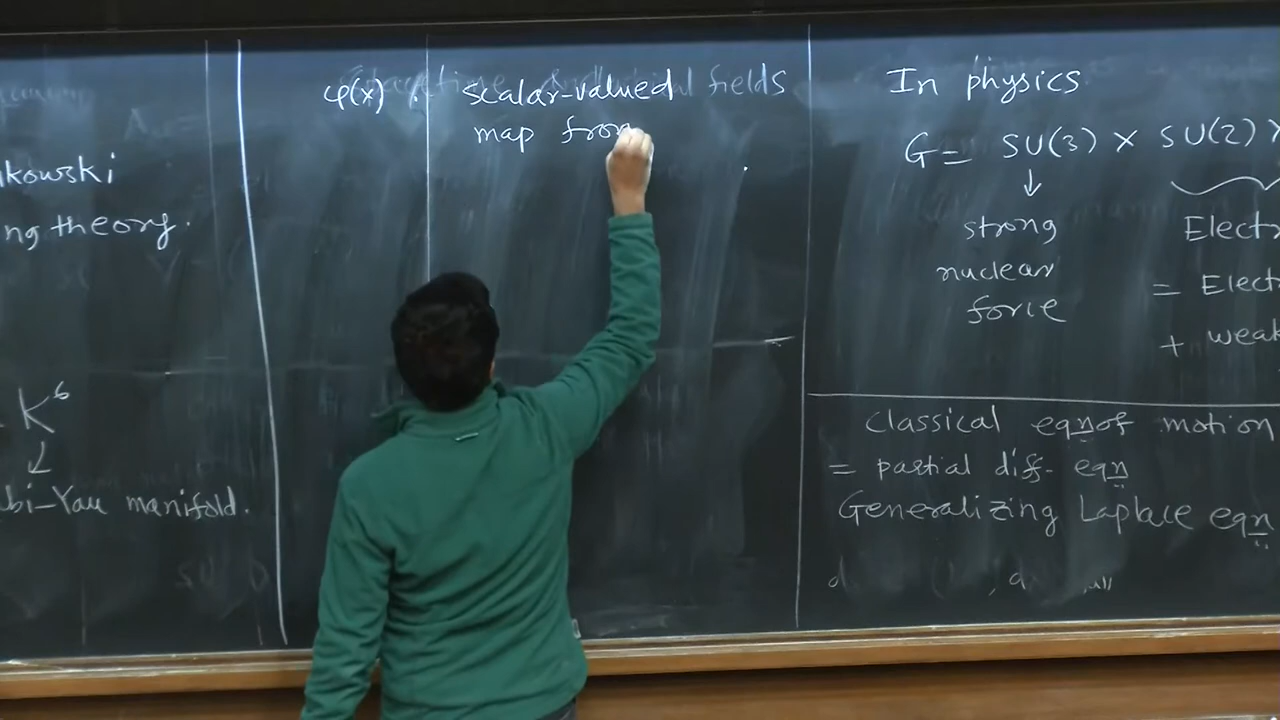 kowski
ng theory.
K⁶
↓
bi-Yau manifold.
φ(x) : scalar-valued fields
map from
In physics
G = SU(3) × SU(2) ×
↓
strong
nuclear
force
Electr
= Elect
+ weak
Classical eqn of motion
= partial diff. eqn
Generalizing Laplace eqn